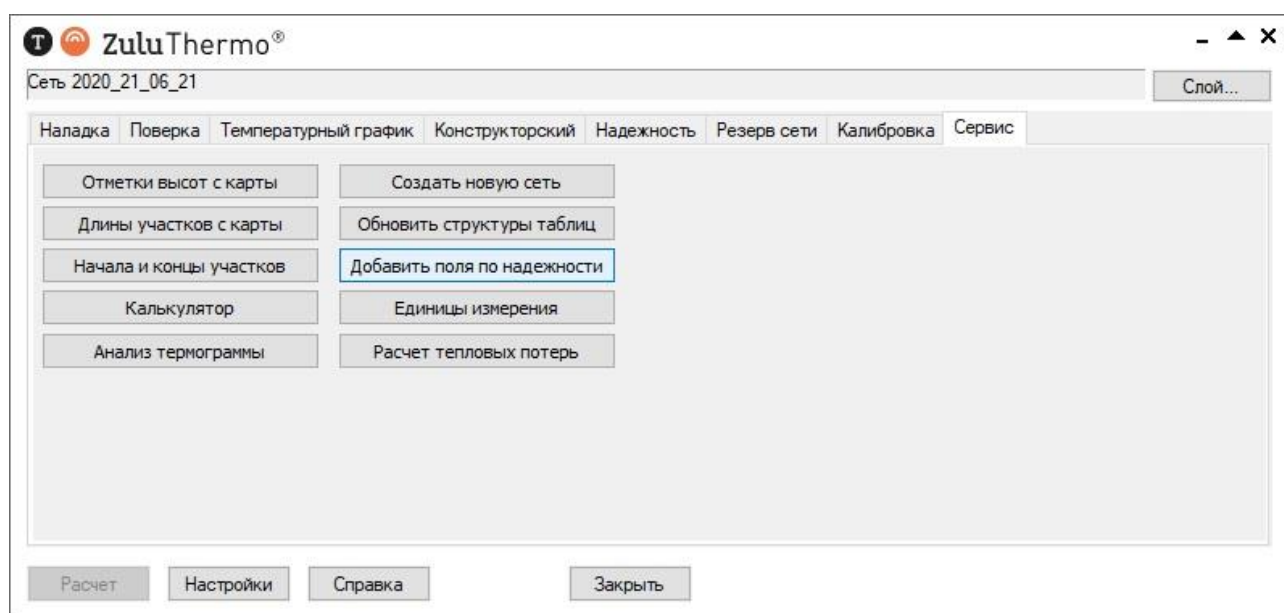 ZuluThermo®
Сеть 2020_21_06_21
Слой...
Наладка Поверка Температурный график Конструкторский Надежность Резерв сети Калибровка Сервис
Отметки высот с карты Создать новую сеть
Длины участков с карты Обновить структуры таблиц
Начала и концы участков Добавить поля по надежности
Калькулятор Единицы измерения
Анализ термограммы Расчет тепловых потерь
Расчет Настройки Справка Закрыть